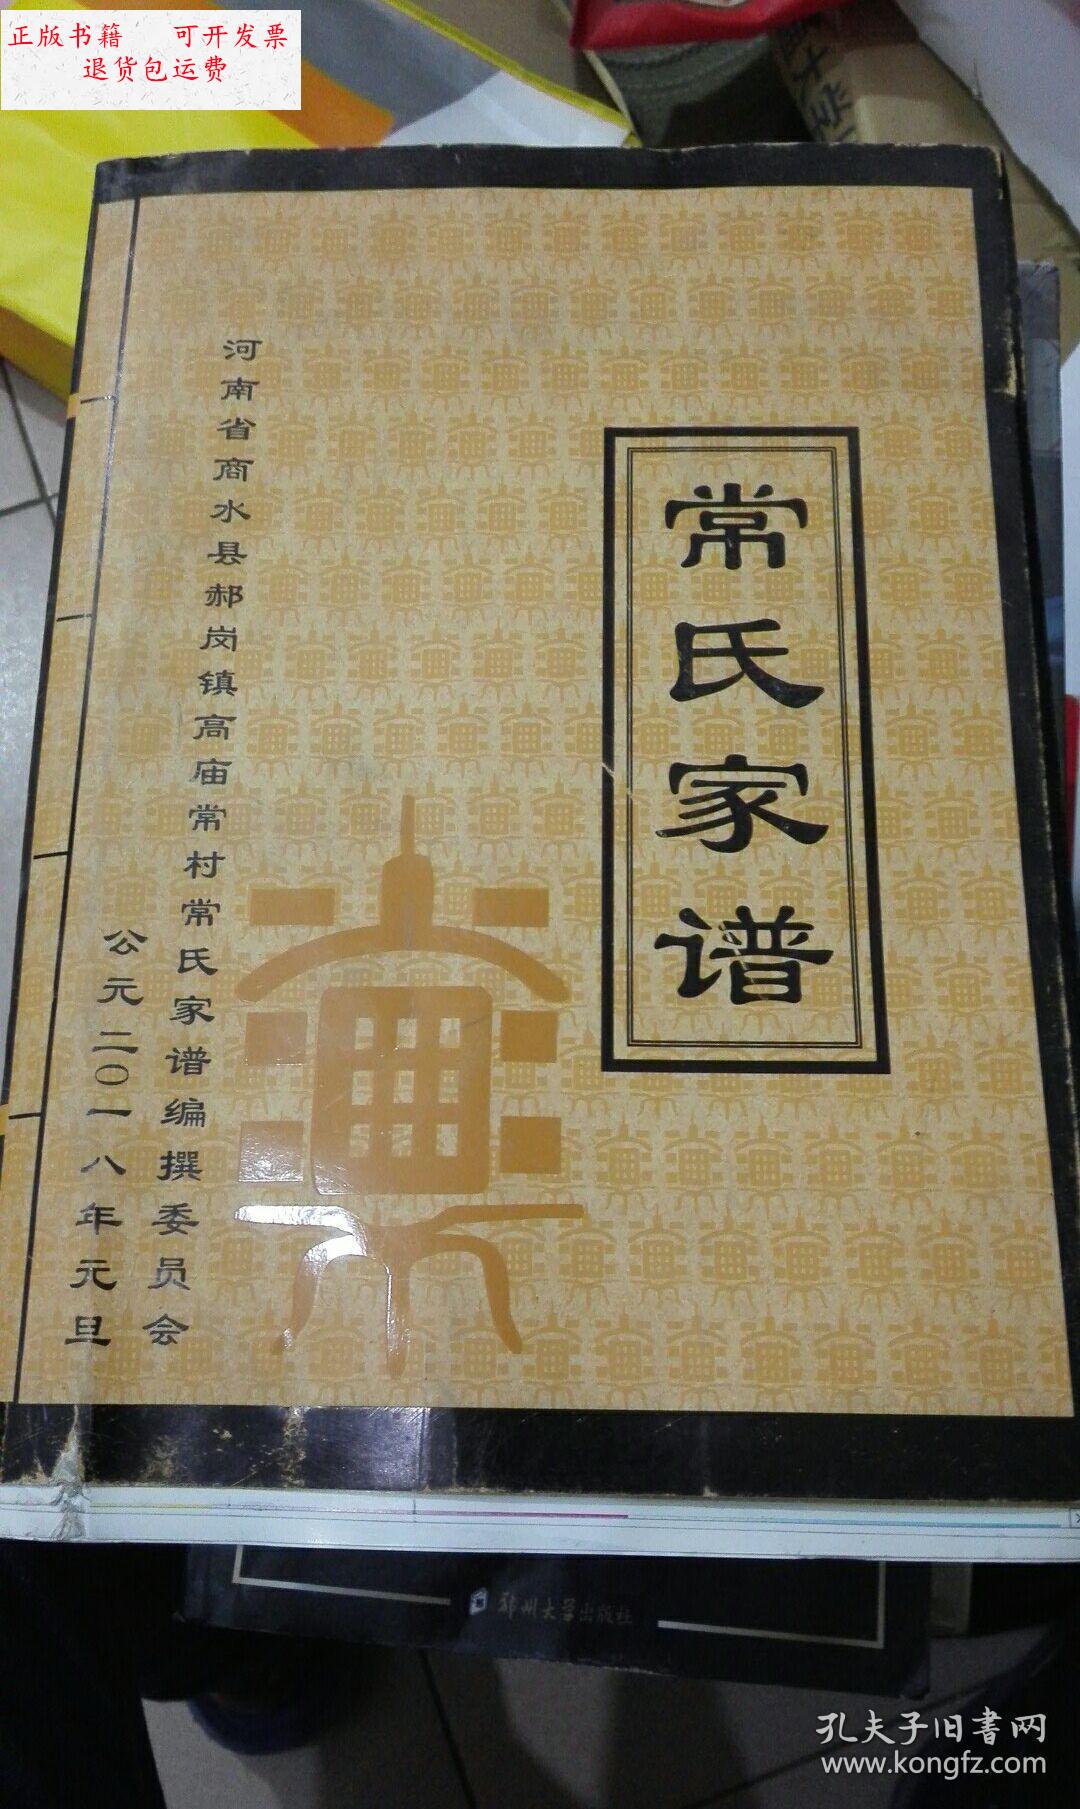 正版书籍 可开发票
退货包运费
常氏家谱
河南省商水县郝岗镇高庙常村常氏家谱编撰委员会
公元二〇一八年元旦
郑州大学出版社
孔夫子旧書网
www.kongfz.com